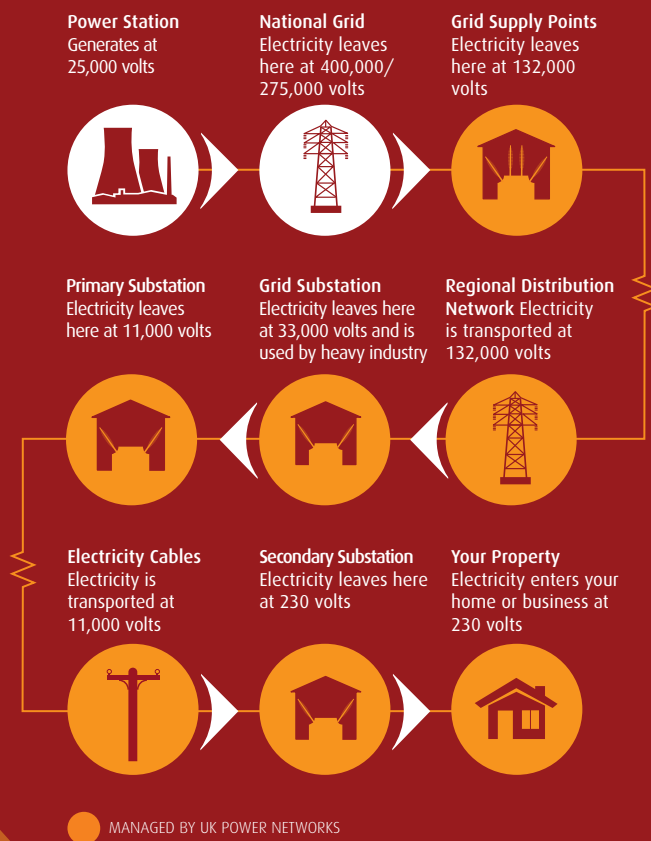 Power Station
Generates at
25,000 volts
National Grid
Electricity leaves
here at 400,000/
275,000 volts
Grid Supply Points
Electricity leaves
here at 132,000
volts
Regional Distribution
Network Electricity
is transported at
132,000 volts
Grid Substation
Electricity leaves here
at 33,000 volts and is
used by heavy industry
Primary Substation
Electricity leaves
here at 11,000 volts
Electricity Cables
Electricity is
transported at
11,000 volts
Secondary Substation
Electricity leaves here
at 230 volts
Your Property
Electricity enters your
home or business at
230 volts
MANAGED BY UK POWER NETWORKS